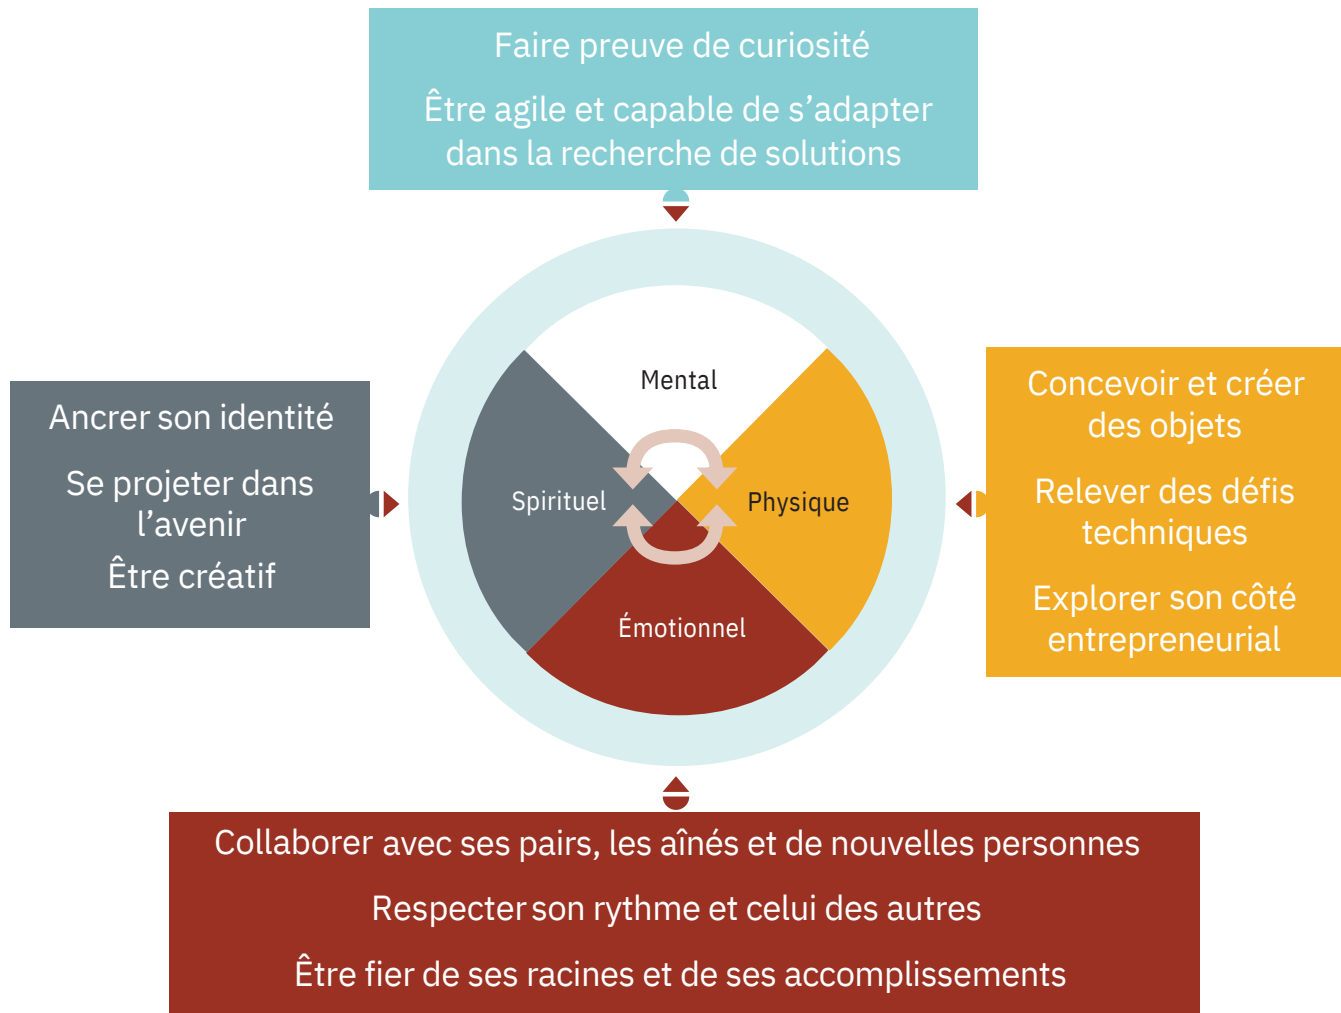 Faire preuve de curiosité
Être agile et capable de s’adapter
dans la recherche de solutions
Mental
Spirituel
Physique
Émotionnel
Ancrer son identité
Se projeter dans
l’avenir
Être créatif
Concevoir et créer
des objets
Relever des défis
techniques
Explorer son côté
entrepreneurial
Collaborer avec ses pairs, les aînés et de nouvelles personnes
Respecter son rythme et celui des autres
Être fier de ses racines et de ses accomplissements